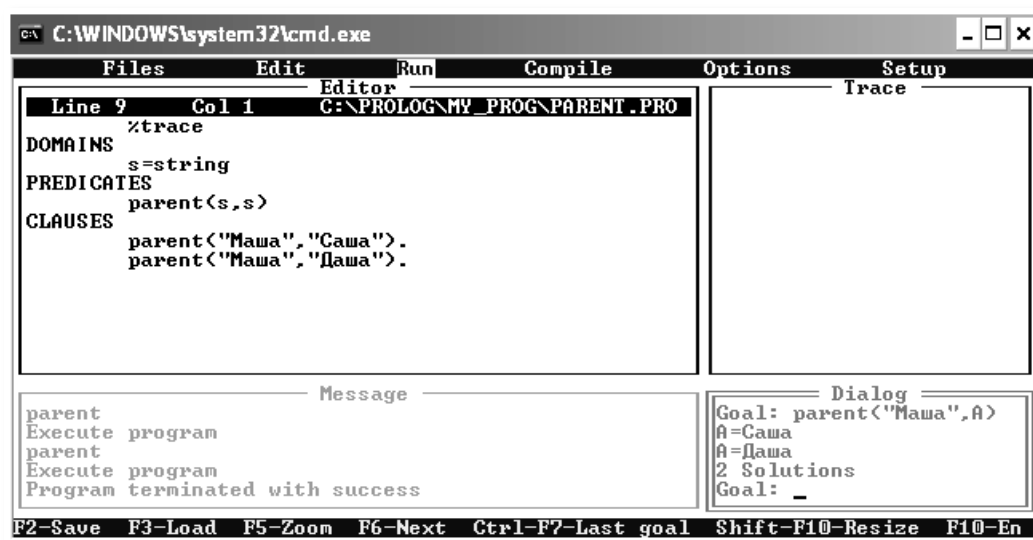 C:\WINDOWS\system32\cmd.exe
Files Edit Run Compile Options Setup
Editor
Line 9 Col 1 C:\PROLOG\MY_PROG\PARENT.PRO
%trace
DOMAINS
s=string
PREDICATES
parent(s,s)
CLAUSES
parent("Маша","Саша").
parent("Маша","Даша").
Trace
Message
parent
Execute program
parent
Execute program
Program terminated with success
Dialog
Goal: parent("Маша",A)
A=Саша
A=Даша
2 Solutions
Goal: _
F2-Save F3-Load F5-Zoom F6-Next Ctrl-F7-Last goal Shift-F10-Resize F10-En